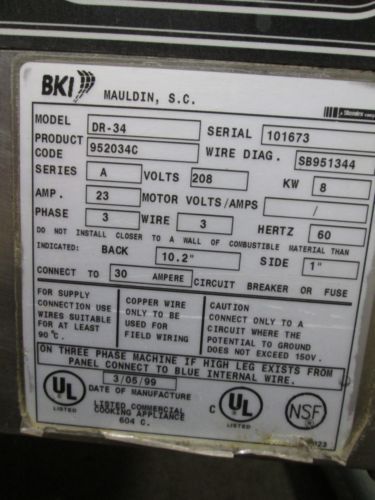 BKI MAULDIN, S.C.
MODEL DR-34 SERIAL 101673
PRODUCT CODE 952034C WIRE DIAG. SB951344
SERIES A VOLTS 208 KW 8
AMP. 23 MOTOR VOLTS/AMPS /
PHASE 3 WIRE 3 HERTZ 60
DO NOT INSTALL CLOSER TO A WALL OF COMBUSTIBLE MATERIAL THAN
INDICATED: BACK 10.2" SIDE 1"
CONNECT TO 30 AMPERE CIRCUIT BREAKER OR FUSE
FOR SUPPLY
CONNECTION USE
WIRES SUITABLE
FOR AT LEAST
90°C.
COPPER WIRE
ONLY TO BE
USED FOR
FIELD WIRING
CAUTION
CONNECT ONLY TO A
CIRCUIT WHERE THE
POTENTIAL TO GROUND
DOES NOT EXCEED 150V.
ON THREE PHASE MACHINE IF HIGH LEG EXISTS FROM
PANEL CONNECT TO BLUE INTERNAL WIRE.
3/05/99
DATE OF MANUFACTURE
LISTED COMMERCIAL
COOKING APPLIANCE
604 C.
UL
LISTED
C UL
LISTED
NSF